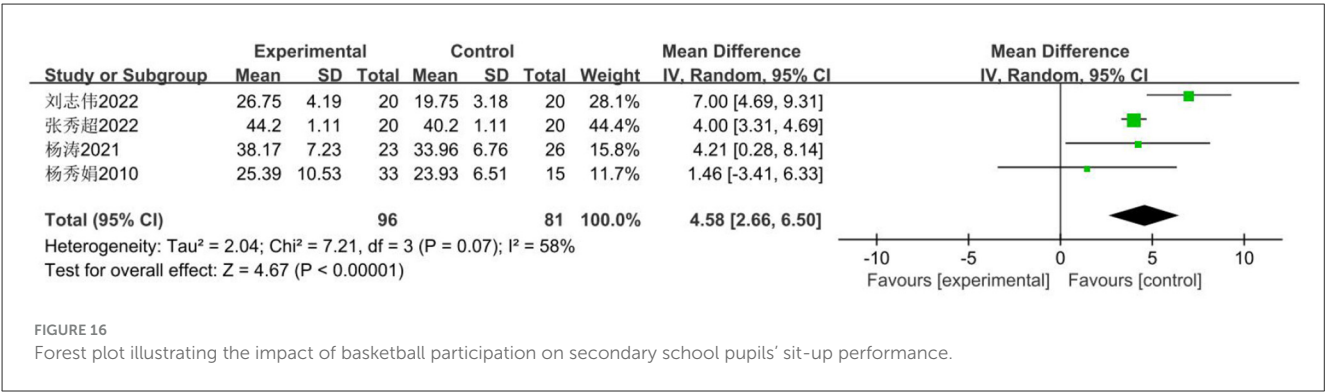 Experimental Control Mean Difference Mean Difference
Study or Subgroup Mean SD Total Mean SD Total Weight IV, Random, 95% CI IV, Random, 95% CI
刘志伟2022 26.75 4.19 20 19.75 3.18 20 28.1% 7.00 [4.69, 9.31]
张秀超2022 44.2 1.11 20 40.2 1.11 20 44.4% 4.00 [3.31, 4.69]
杨涛2021 38.17 7.23 23 33.96 6.76 26 15.8% 4.21 [0.28, 8.14]
杨秀娟2010 25.39 10.53 33 23.93 6.51 15 11.7% 1.46 [-3.41, 6.33]
Total (95% CI) 96 81 100.0% 4.58 [2.66, 6.50]
Heterogeneity: Tau² = 2.04; Chi² = 7.21, df = 3 (P = 0.07); I² = 58%
Test for overall effect: Z = 4.67 (P < 0.00001)
-10 -5 0 5 10
Favours [experimental] Favours [control]
FIGURE 16
Forest plot illustrating the impact of basketball participation on secondary school pupils' sit-up performance.